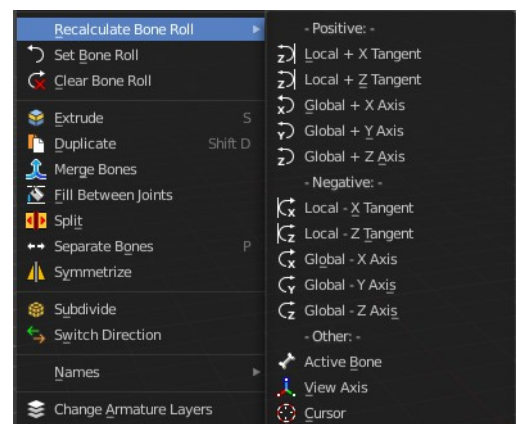 Recalculate Bone Roll
Set Bone Roll
Clear Bone Roll
Extrude S
Duplicate Shift D
Merge Bones
Fill Between Joints
Split
Separate Bones P
Symmetrize
Subdivide
Switch Direction
Names
Change Armature Layers
- Positive: -
Local + X Tangent
Local + Z Tangent
Global + X Axis
Global + Y Axis
Global + Z Axis
- Negative: -
Local - X Tangent
Local - Z Tangent
Global - X Axis
Global - Y Axis
Global - Z Axis
- Other: -
Active Bone
View Axis
Cursor